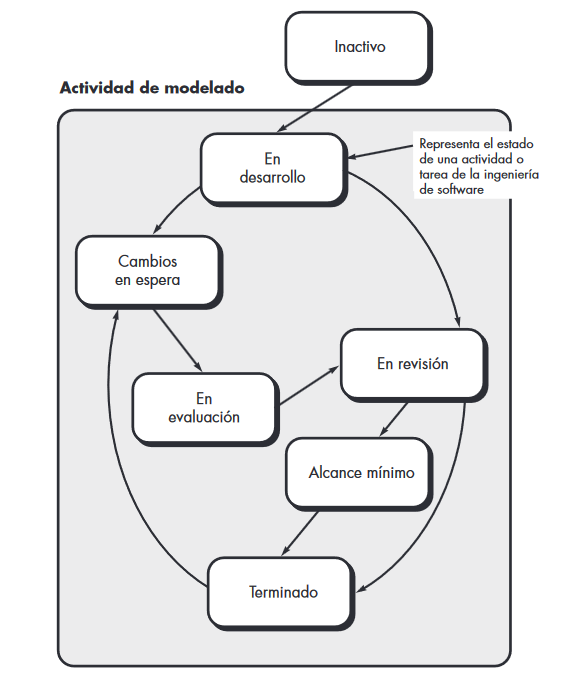 Inactivo
Actividad de modelado
En
desarrollo
Representa el estado
de una actividad o
tarea de la ingeniería
de software
Cambios
en espera
En revisión
En
evaluación
Alcance mínimo
Terminado